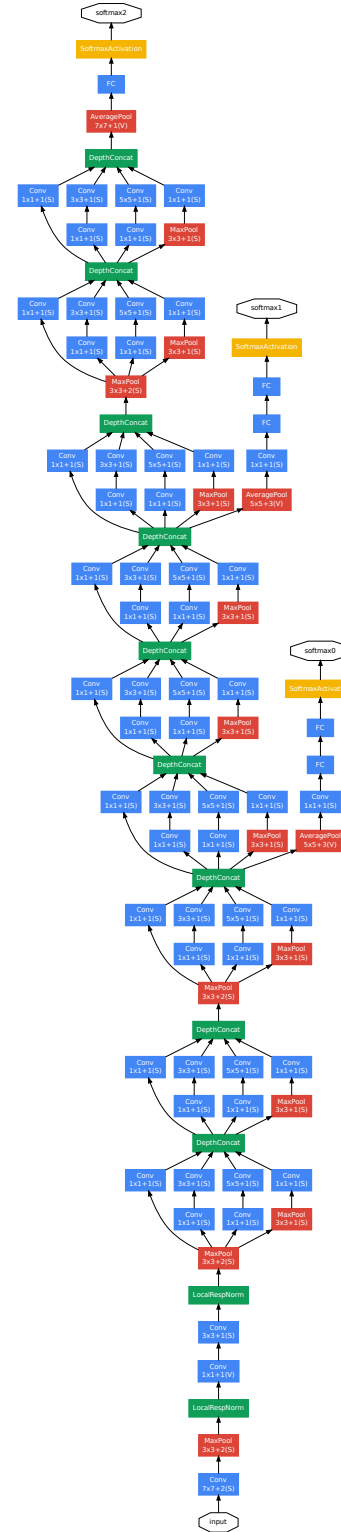 softmax2
SoftmaxActivation
FC
AveragePool
7x7+1(V)
DepthConcat
Conv Conv Conv Conv
1x1+1(S) 3x3+1(S) 5x5+1(S) 1x1+1(S)
Conv Conv MaxPool
1x1+1(S) 1x1+1(S) 3x3+1(S)
DepthConcat
Conv Conv Conv Conv
1x1+1(S) 3x3+1(S) 5x5+1(S) 1x1+1(S)
softmax1
Conv Conv MaxPool
1x1+1(S) 1x1+1(S) 3x3+1(S)
SoftmaxActivation
MaxPool
3x3+2(S)
FC
DepthConcat
FC
Conv Conv Conv Conv Conv
1x1+1(S) 3x3+1(S) 5x5+1(S) 1x1+1(S) 1x1+1(S)
Conv Conv MaxPool AveragePool
1x1+1(S) 1x1+1(S) 3x3+1(S) 5x5+3(V)
DepthConcat
Conv Conv Conv Conv
1x1+1(S) 3x3+1(S) 5x5+1(S) 1x1+1(S)
Conv Conv MaxPool
1x1+1(S) 1x1+1(S) 3x3+1(S)
DepthConcat
softmax0
Conv Conv Conv Conv
1x1+1(S) 3x3+1(S) 5x5+1(S) 1x1+1(S)
SoftmaxActivat
Conv Conv MaxPool
1x1+1(S) 1x1+1(S) 3x3+1(S)
FC
DepthConcat
FC
Conv Conv Conv Conv Conv
1x1+1(S) 3x3+1(S) 5x5+1(S) 1x1+1(S) 1x1+1(S)
Conv Conv MaxPool AveragePool
1x1+1(S) 1x1+1(S) 3x3+1(S) 5x5+3(V)
DepthConcat
Conv Conv Conv Conv
1x1+1(S) 3x3+1(S) 5x5+1(S) 1x1+1(S)
Conv Conv MaxPool
1x1+1(S) 1x1+1(S) 3x3+1(S)
MaxPool
3x3+2(S)
DepthConcat
Conv Conv Conv Conv
1x1+1(S) 3x3+1(S) 5x5+1(S) 1x1+1(S)
Conv Conv MaxPool
1x1+1(S) 1x1+1(S) 3x3+1(S)
DepthConcat
Conv Conv Conv Conv
1x1+1(S) 3x3+1(S) 5x5+1(S) 1x1+1(S)
Conv Conv MaxPool
1x1+1(S) 1x1+1(S) 3x3+1(S)
MaxPool
3x3+2(S)
LocalRespNorm
Conv
3x3+1(S)
Conv
1x1+1(V)
LocalRespNorm
MaxPool
3x3+2(S)
Conv
7x7+2(S)
input